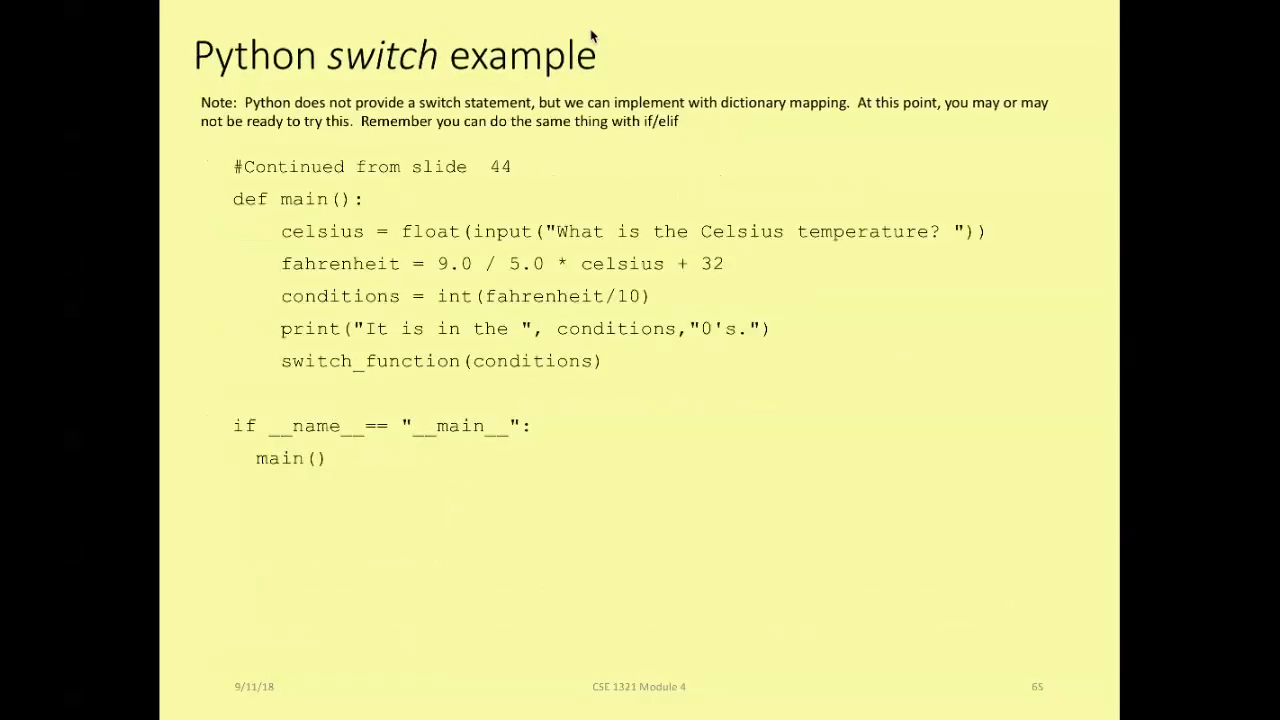 Python switch example
Note:  Python does not provide a switch statement, but we can implement with dictionary mapping.  At this point, you may or may
not be ready to try this.  Remember you can do the same thing with if/elif
#Continued from slide  44
def main():
    celsius = float(input("What is the Celsius temperature? "))
    fahrenheit = 9.0 / 5.0 * celsius + 32
    conditions = int(fahrenheit/10)
    print("It is in the ", conditions,"0's.")
    switch_function(conditions)
if __name__== "__main__":
  main()
9/11/18
CSE 1321 Module 4
65